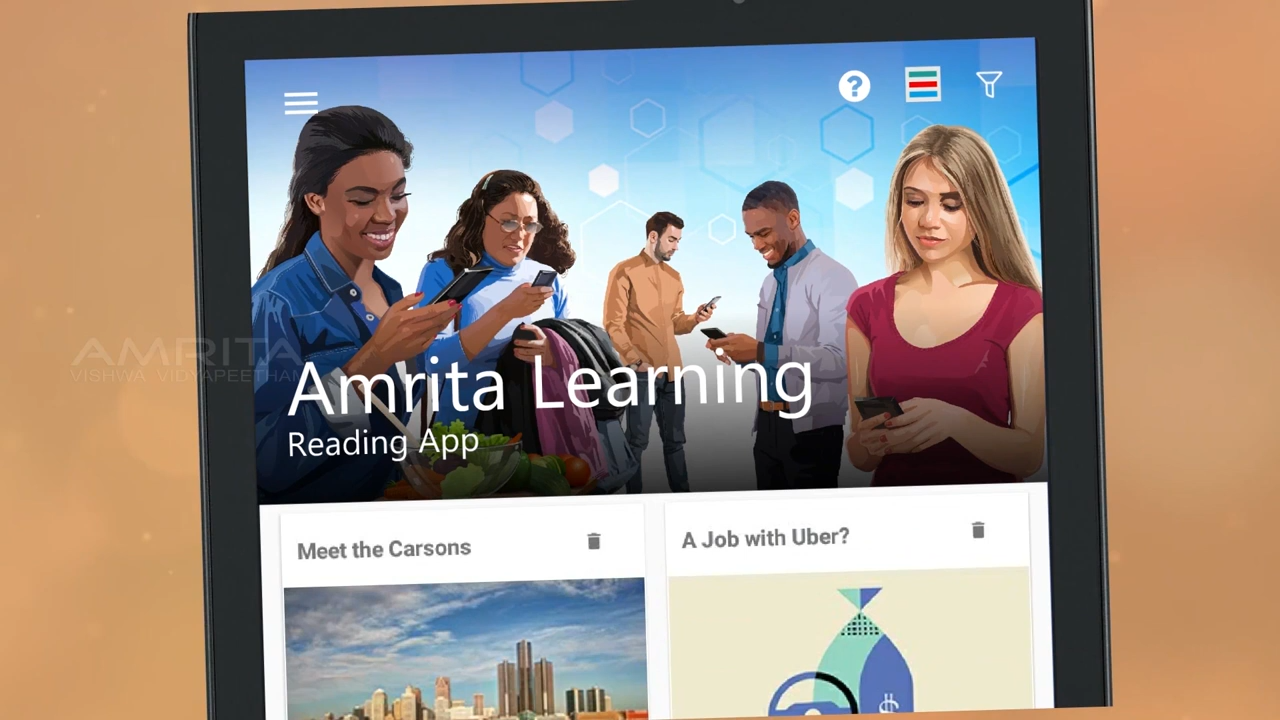 AMRITA
VISHWA VIDYAPEETHAM
Amrita Learning
Reading App
Meet the Carsons
A Job with Uber?
$